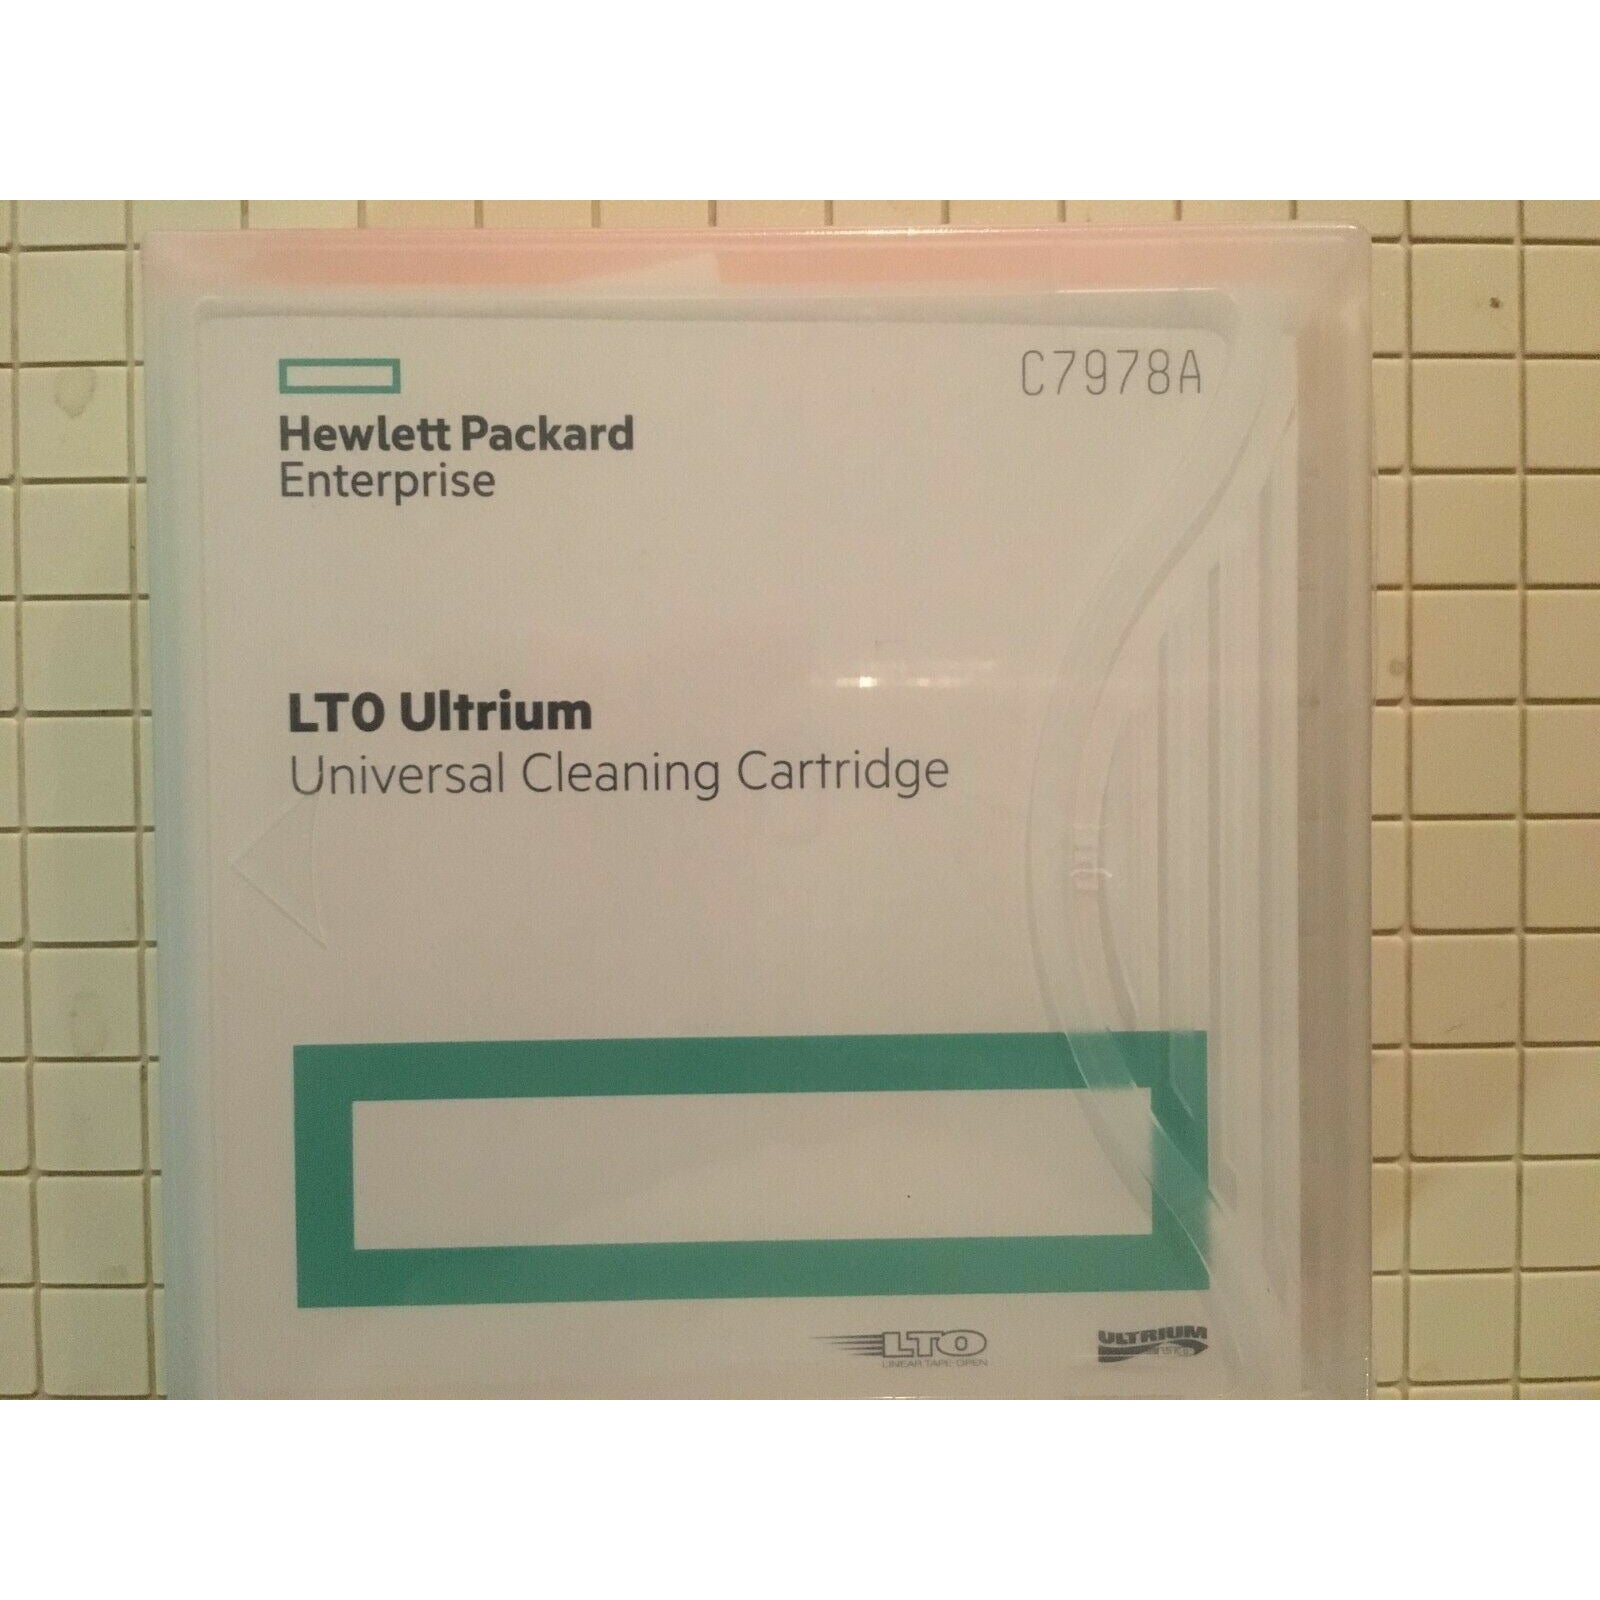 C7978A
Hewlett Packard
Enterprise
LTO Ultrium
Universal Cleaning Cartridge
LTO
LINEAR TAPE-OPEN
ULTRIUM